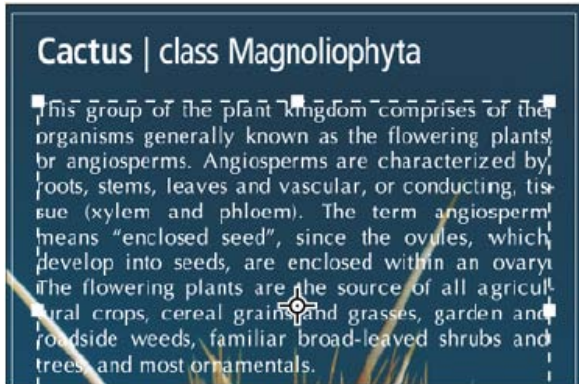 Cactus | class Magnoliophyta
This group of the plant kingdom comprises of the
organisms generally known as the flowering plants,
or angiosperms. Angiosperms are characterized by
roots, stems, leaves and vascular, or conducting, tis
sue (xylem and phloem). The term angiosperm
means “enclosed seed”, since the ovules, which
develop into seeds, are enclosed within an ovary.
The flowering plants are the source of all agricul-
tural crops, cereal grains and grasses, garden and
roadside weeds, familiar broad-leaved shrubs and
trees, and most ornamentals.